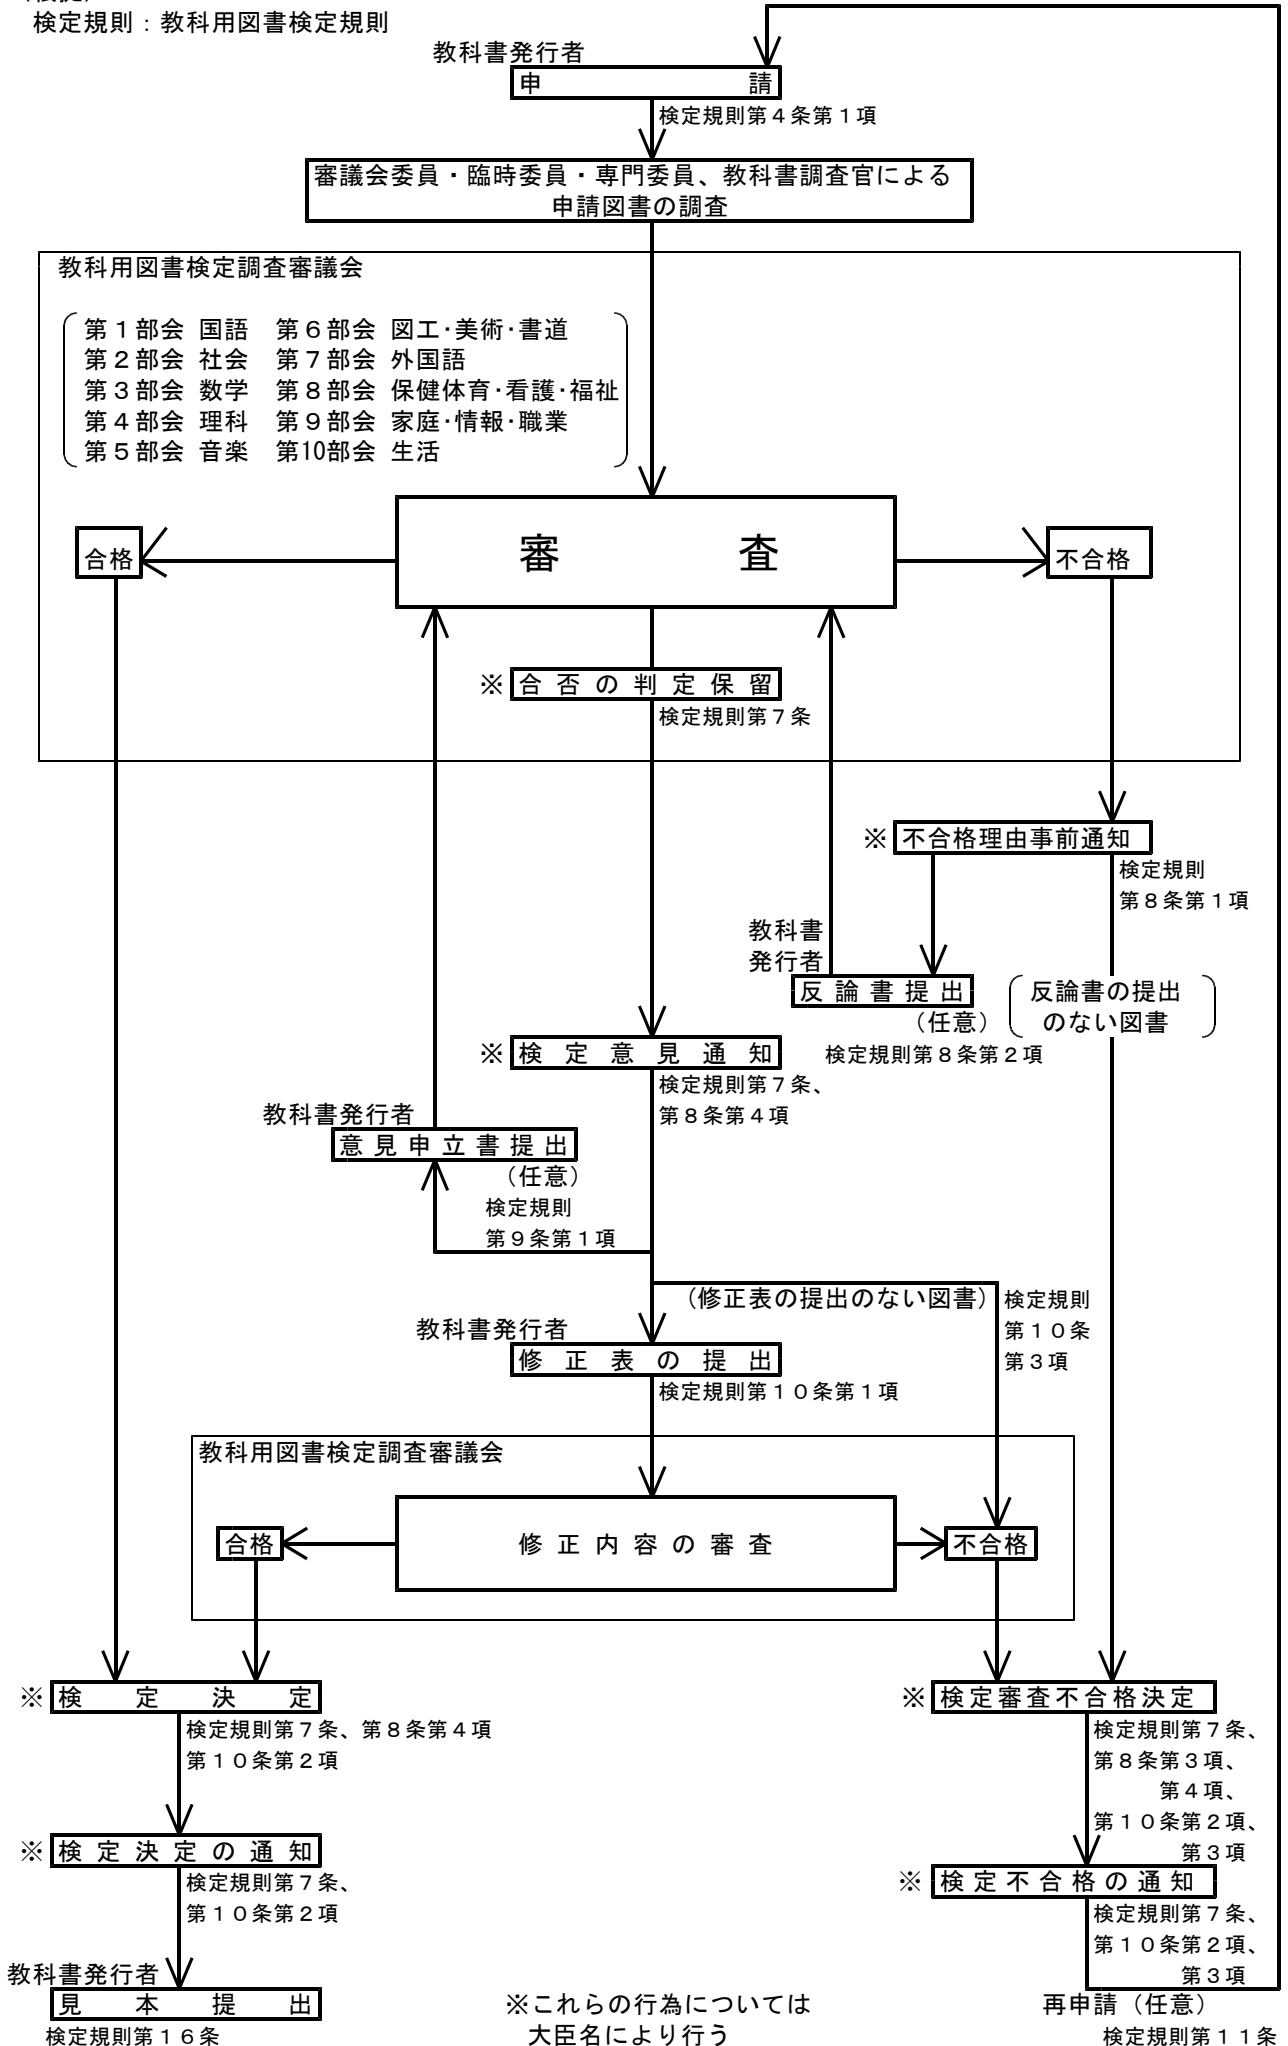 検定規則：教科用図書検定規則
教科書発行者
申請
検定規則第４条第１項
審議会委員・臨時委員・専門委員、教科書調査官による
申請図書の調査
教科用図書検定調査審議会
第１部会 国語　第６部会 図工･美術･書道
第２部会 社会　第７部会 外国語
第３部会 数学　第８部会 保健体育･看護･福祉
第４部会 理科　第９部会 家庭･情報･職業
第５部会 音楽　第10部会 生活
合格
審査
不合格
※合否の判定保留
検定規則第７条
※不合格理由事前通知
検定規則
第８条第１項
教科書
発行者
反論書提出
（任意）
検定規則第８条第２項
反論書の提出
のない図書
※検定意見通知
検定規則第７条、
第８条第４項
教科書発行者
意見申立書提出
（任意）
検定規則
第９条第１項
（修正表の提出のない図書）
検定規則
第１０条
第３項
教科書発行者
修正表の提出
検定規則第１０条第１項
教科用図書検定調査審議会
合格
修正内容の審査
不合格
※検定決定
検定規則第７条、第８条第４項
第１０条第２項
※検定審査不合格決定
検定規則第７条、
第８条第３項、
第４項、
第１０条第２項、
第３項
※検定決定の通知
検定規則第７条、
第１０条第２項
※検定不合格の通知
検定規則第７条、
第１０条第２項、
第３項
教科書発行者
見本提出
検定規則第１６条
※これらの行為については
大臣名により行う
再申請（任意）
検定規則第１１条